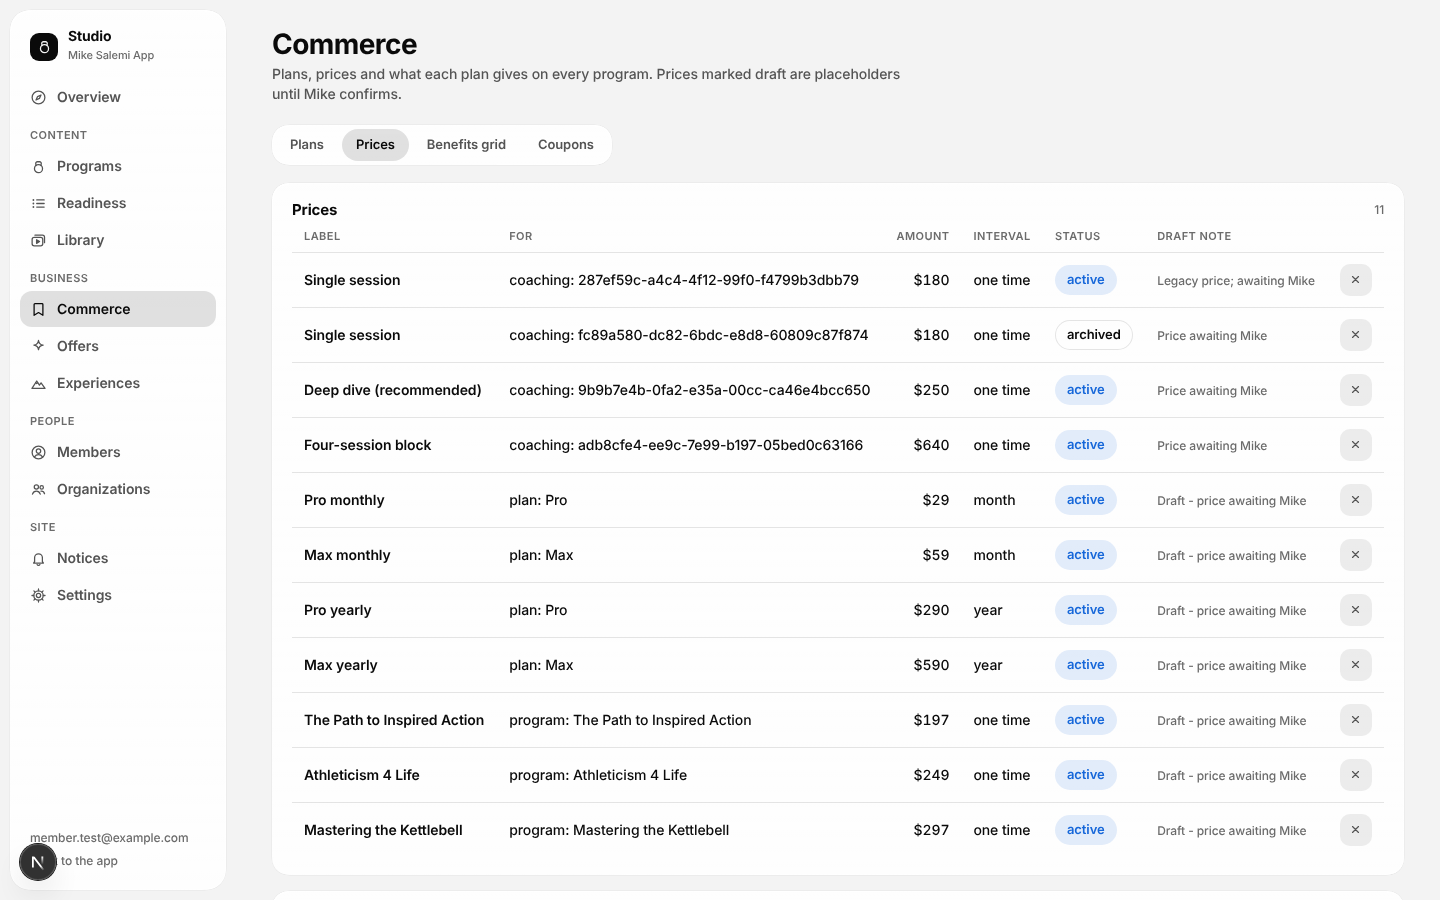 Studio
Mike Salemi App
Overview
CONTENT
Programs
Readiness
Library
BUSINESS
Commerce
Offers
Experiences
PEOPLE
Members
Organizations
SITE
Notices
Settings
member.test@example.com
N
to the app
Commerce
Plans, prices and what each plan gives on every program. Prices marked draft are placeholders
until Mike confirms.
Plans Prices Benefits grid Coupons
Prices 11
LABEL FOR AMOUNT INTERVAL STATUS DRAFT NOTE
Single session coaching: 287ef59c-a4c4-4f12-99f0-f4799b3dbb79 $180 one time active Legacy price; awaiting Mike ×
Single session coaching: fc89a580-dc82-6bdc-e8d8-60809c87f874 $180 one time archived Price awaiting Mike ×
Deep dive (recommended) coaching: 9b9b7e4b-0fa2-e35a-00cc-ca46e4bcc650 $250 one time active Price awaiting Mike ×
Four-session block coaching: adb8cfe4-ee9c-7e99-b197-05bed0c63166 $640 one time active Price awaiting Mike ×
Pro monthly plan: Pro $29 month active Draft - price awaiting Mike ×
Max monthly plan: Max $59 month active Draft - price awaiting Mike ×
Pro yearly plan: Pro $290 year active Draft - price awaiting Mike ×
Max yearly plan: Max $590 year active Draft - price awaiting Mike ×
The Path to Inspired Action program: The Path to Inspired Action $197 one time active Draft - price awaiting Mike ×
Athleticism 4 Life program: Athleticism 4 Life $249 one time active Draft - price awaiting Mike ×
Mastering the Kettlebell program: Mastering the Kettlebell $297 one time active Draft - price awaiting Mike ×